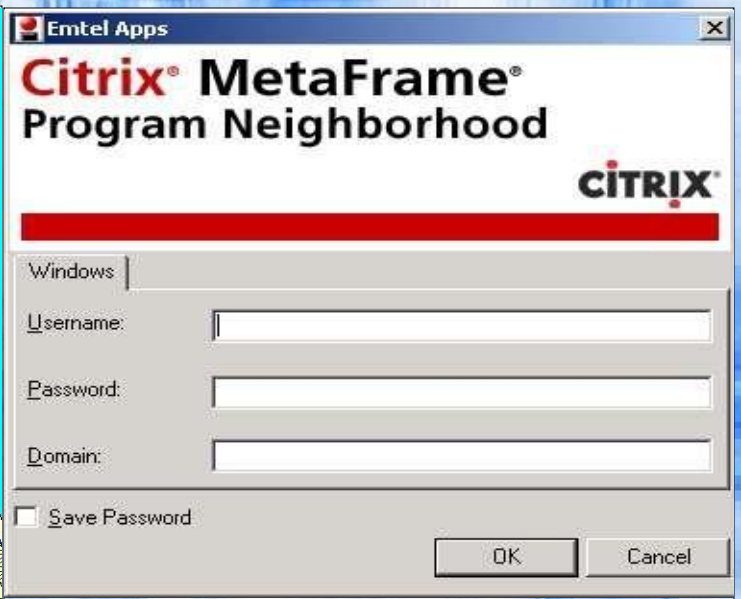 Emtel Apps
Citrix® MetaFrame®
Program Neighborhood
CITRIX®
Windows
Username:
Password:
Domain:
Save Password
OK Cancel